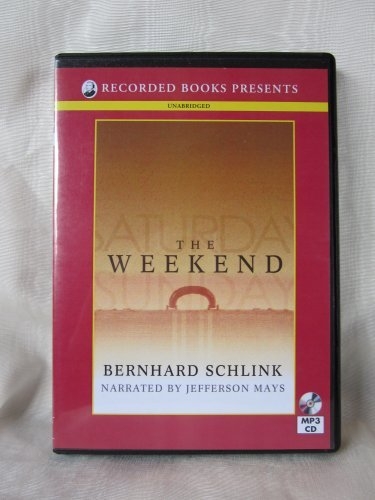 RECORDED BOOKS PRESENTS
UNABRIDGED
SATURDAY
THE
WEEKEND
SUNDAY
BERNHARD SCHLINK
NARRATED BY JEFFERSON MAYS
MP3
CD